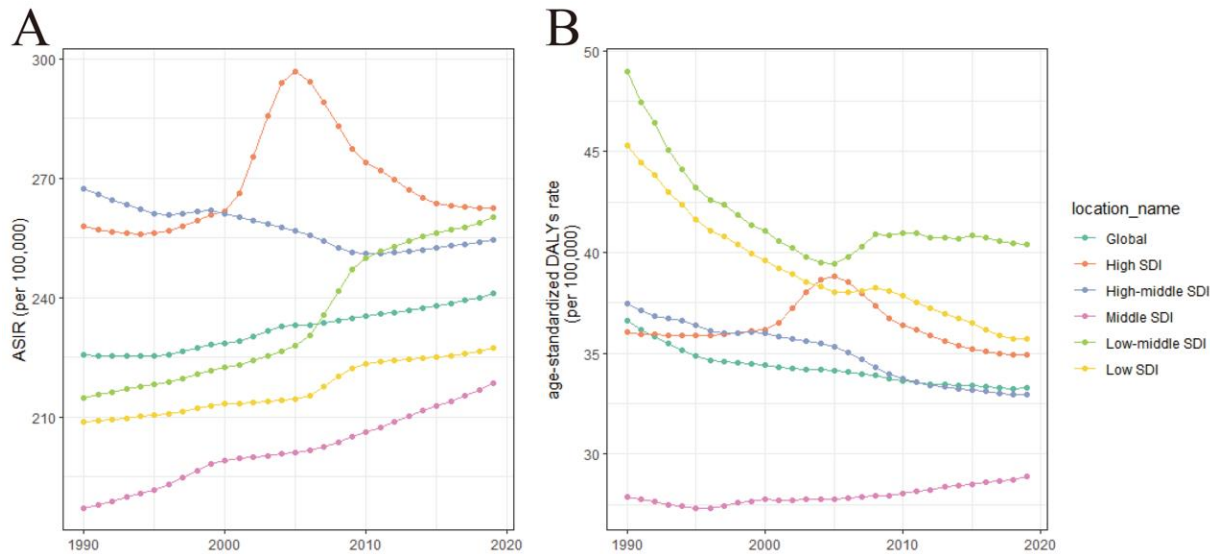 A
ASIR (per 100,000)
300
270
240
210
1990
2000
2010
2020
B
age-standardized DALYs rate
(per 100,000)
50
45
40
35
30
1990
2000
2010
2020
location_name
Global
High SDI
High-middle SDI
Middle SDI
Low-middle SDI
Low SDI